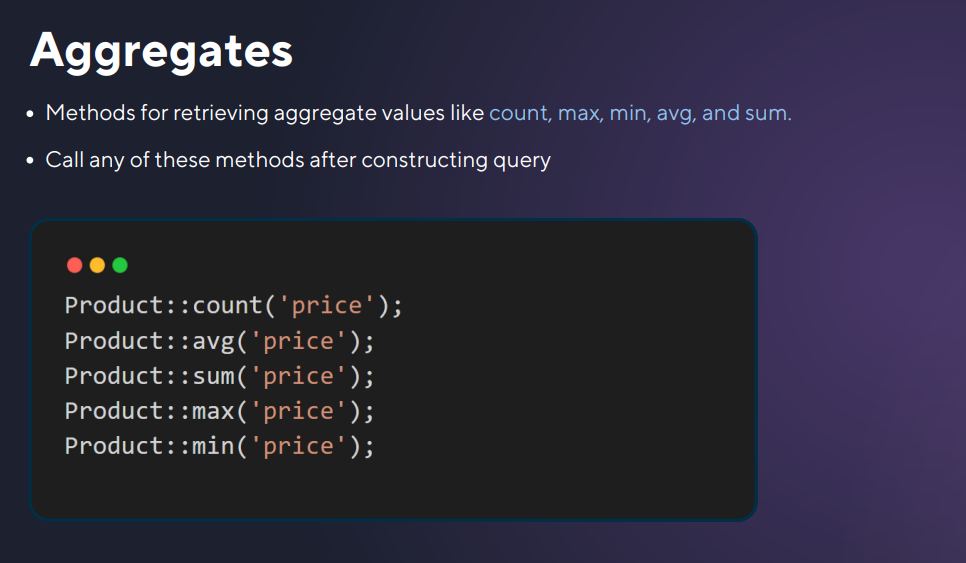 Aggregates
• Methods for retrieving aggregate values like count, max, min, avg, and sum.
• Call any of these methods after constructing query
Product::count('price');
Product::avg('price');
Product::sum('price');
Product::max('price');
Product::min('price');